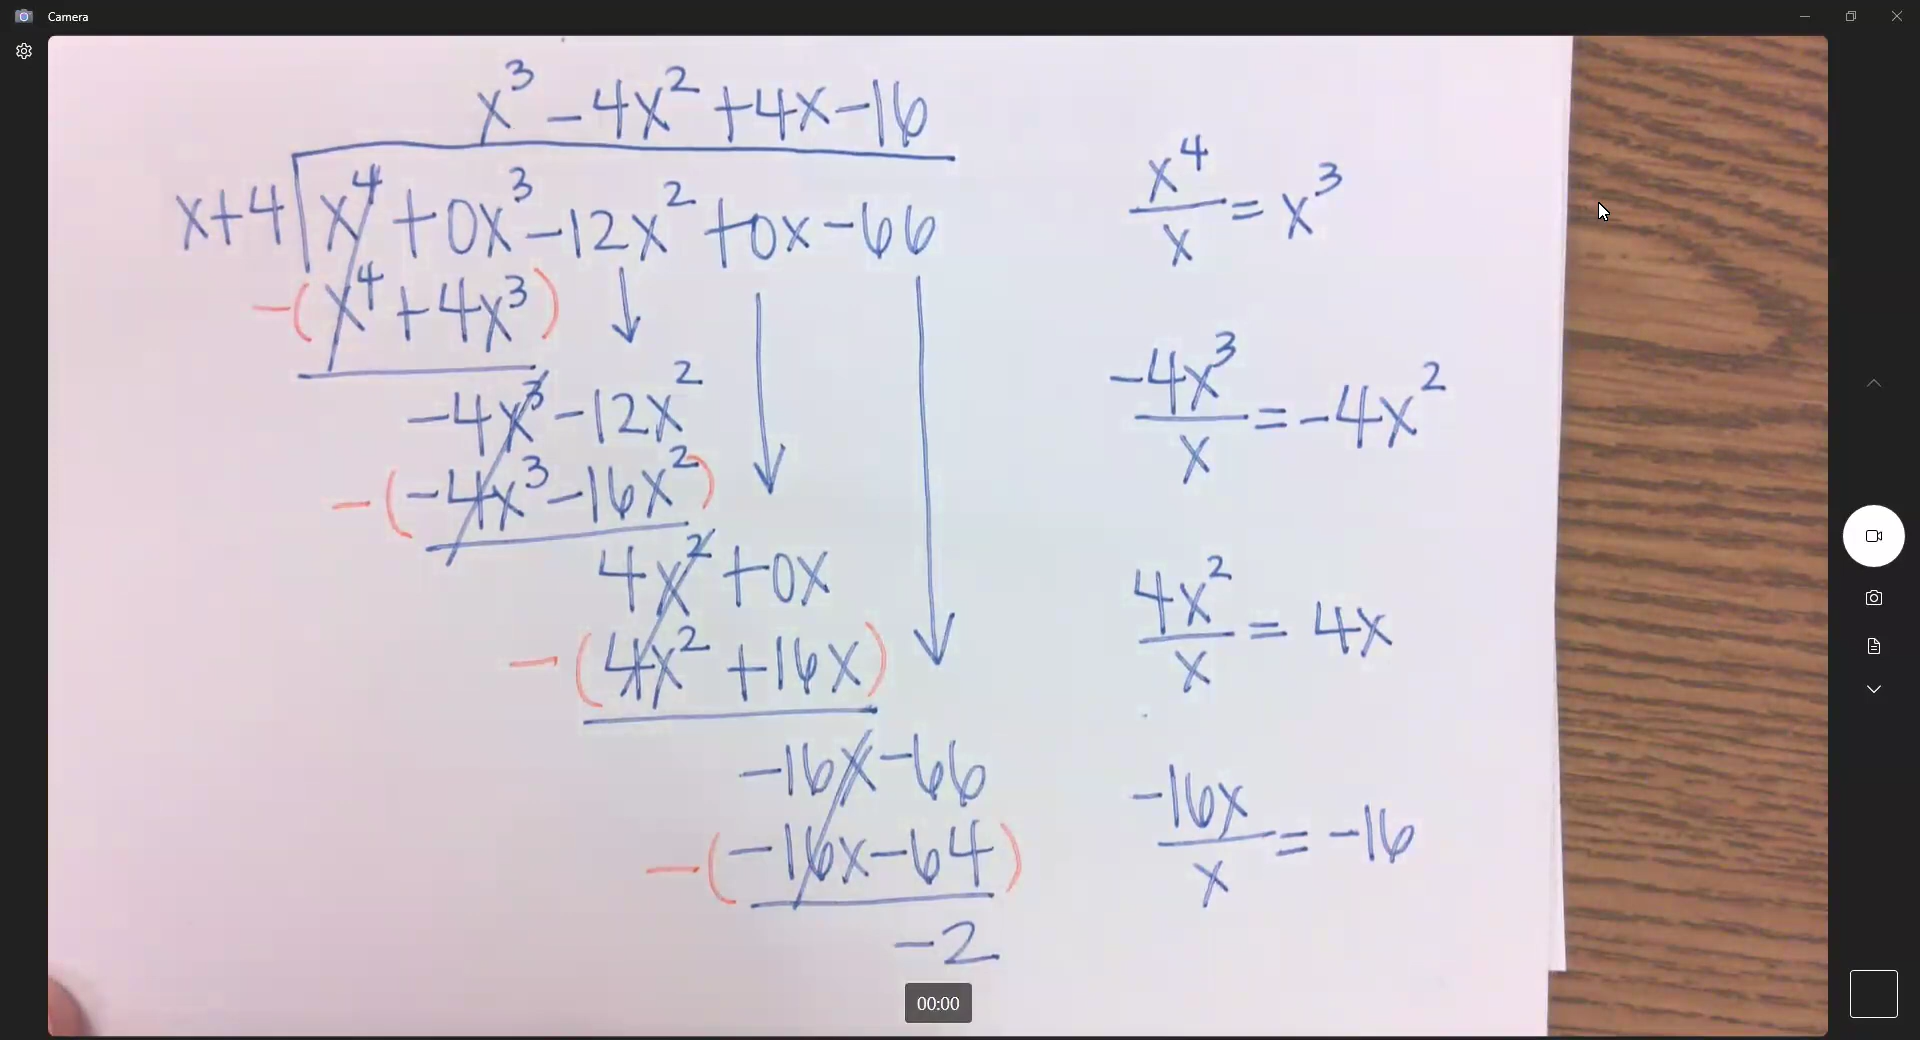 Camera
x³ - 4x² + 4x - 16
x+4 x⁴ + 0x³ - 12x² + 0x - 66
-(x⁴ + 4x³)
-4x³ - 12x²
-(-4x³ - 16x²)
4x² + 0x
-(4x² + 16x)
-16x - 66
-(-16x - 64)
-2
x⁴/x = x³
-4x³/x = -4x²
4x²/x = 4x
-16x/x = -16
00:00